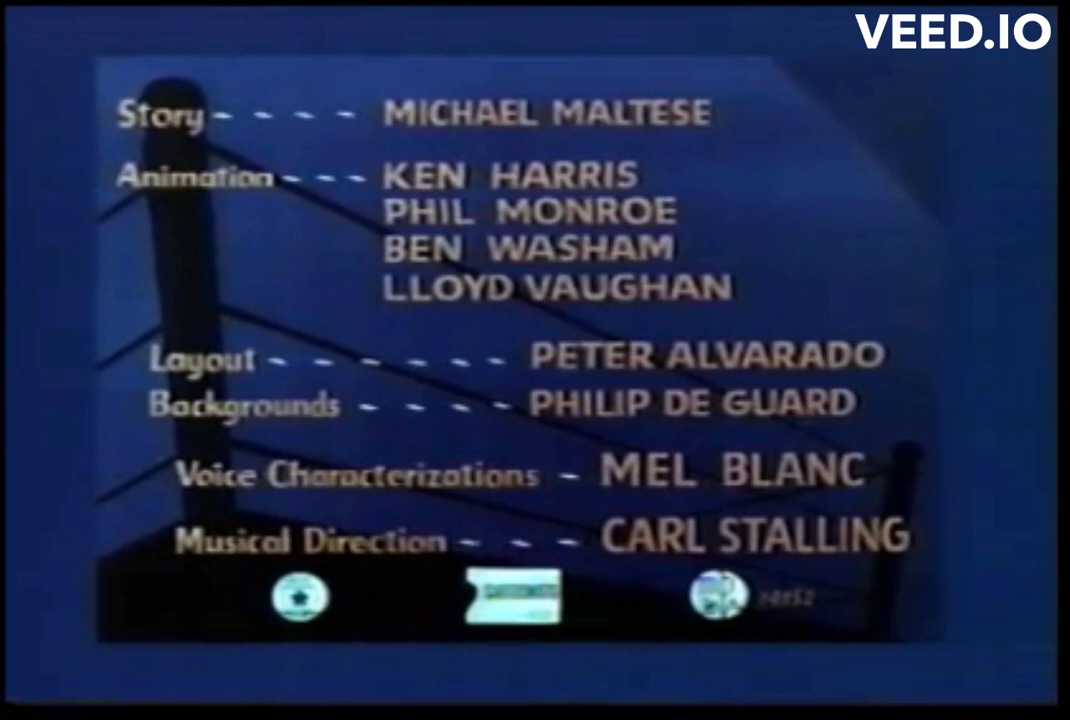 VEED.IO
Story - - - - MICHAEL MALTESE
Animation - - - KEN HARRIS
PHIL MONROE
BEN WASHAM
LLOYD VAUGHAN
Layout - - - - - - PETER ALVARADO
Backgrounds - - - - PHILIP DE GUARD
Voice Characterizations - MEL BLANC
Musical Direction - - - CARL STALLING